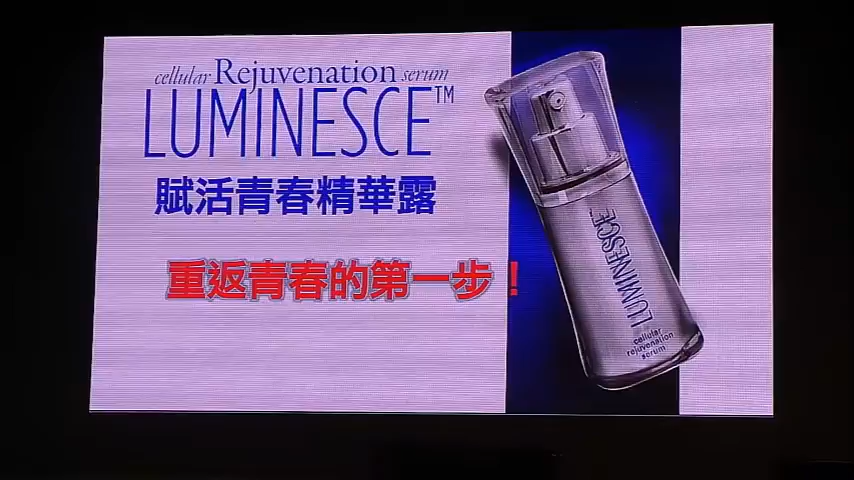 cellular Rejuvenation serum
LUMINESCE™
賦活青春精華露
重返青春的第一步！
LUMINESCE™
cellular
rejuvenation
serum